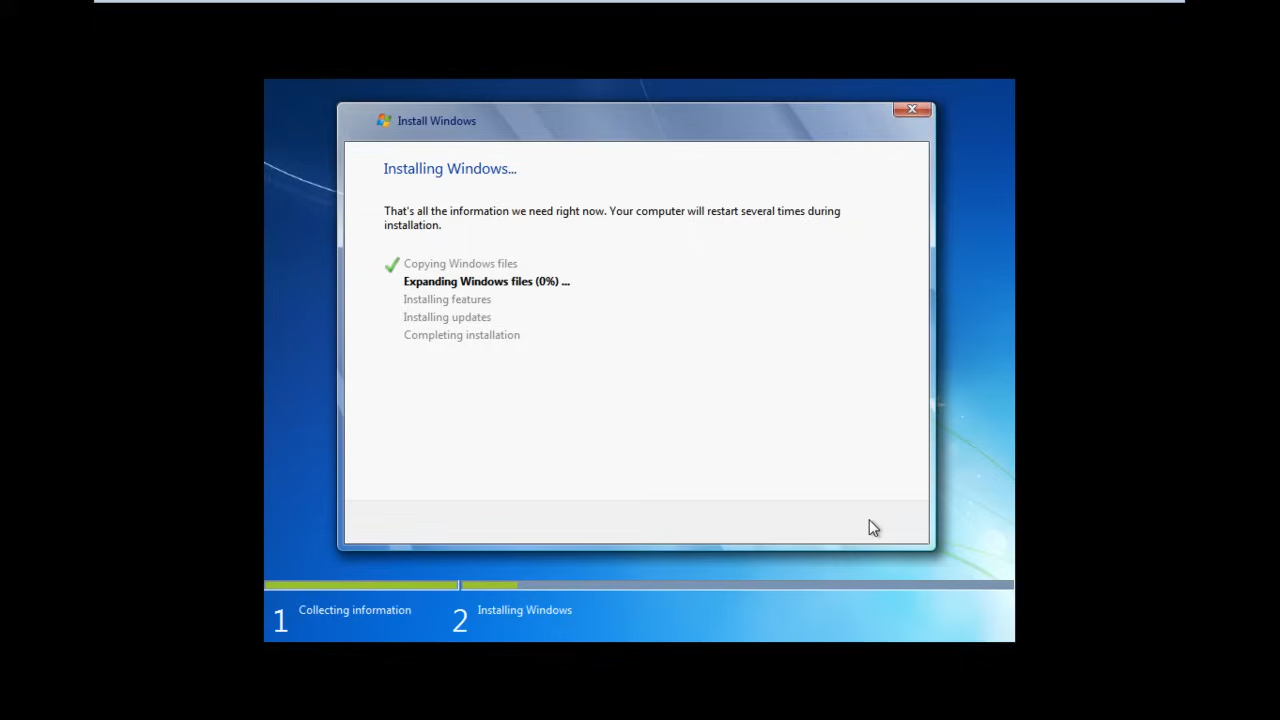 Install Windows
Installing Windows...
That's all the information we need right now. Your computer will restart several times during
installation.
Copying Windows files
Expanding Windows files (0%) ...
Installing features
Installing updates
Completing installation
1 Collecting information
2 Installing Windows